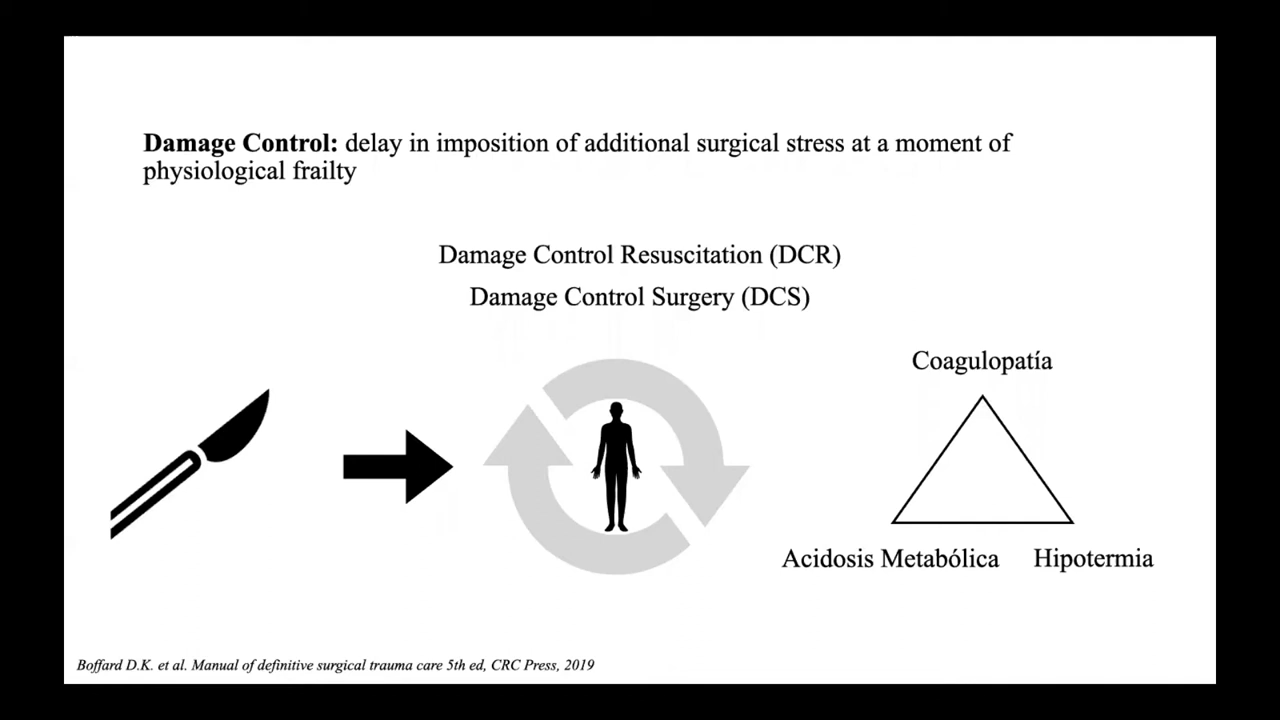 Damage Control: delay in imposition of additional surgical stress at a moment of
physiological frailty
Damage Control Resuscitation (DCR)
Damage Control Surgery (DCS)
Coagulopatía
Acidosis Metabólica
Hipotermia
Boffard D.K. et al. Manual of definitive surgical trauma care 5th ed, CRC Press, 2019